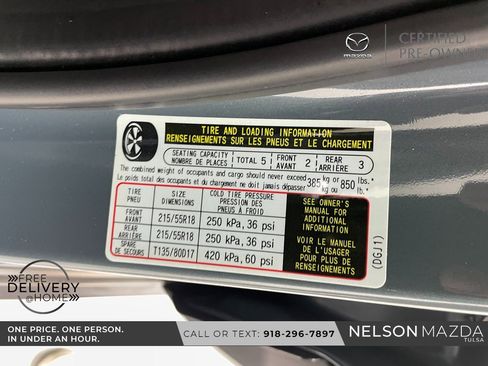 mazda
CERTIFIED
PRE-OWNED
TIRE AND LOADING INFORMATION
RENSEIGNEMENTS SUR LES PNEUS ET LE CHARGEMENT
SEATING CAPACITY
NOMBRE DE PLACES
TOTAL 5
FRONT
AVANT
2
REAR
ARRIÈRE
3
The combined weight of occupants and cargo should never exceed
Le poids total des occupants et du chargement ne doit jamais dépasser
385 kg or 850 lbs.
kg ou lb.
TIRE
PNEU
SIZE
DIMENSIONS
COLD TIRE PRESSURE
PRESSION DES
PNEUS À FROID
FRONT
AVANT
215/55R18
250 kPa, 36 psi
REAR
ARRIÈRE
215/55R18
250 kPa, 36 psi
SPARE
DE SECOURS
T135/80D17
420 kPa, 60 psi
SEE OWNER'S
MANUAL FOR
ADDITIONAL
INFORMATION
VOIR LE MANUEL
DE L'USAGER
POUR PLUS DE
RENSEIGNEMENTS
(DGJ1)
FREE
DELIVERY
@HOME
ONE PRICE. ONE PERSON.
IN UNDER AN HOUR.
CALL OR TEXT: 918-296-7897
NELSON MAZDA
TULSA